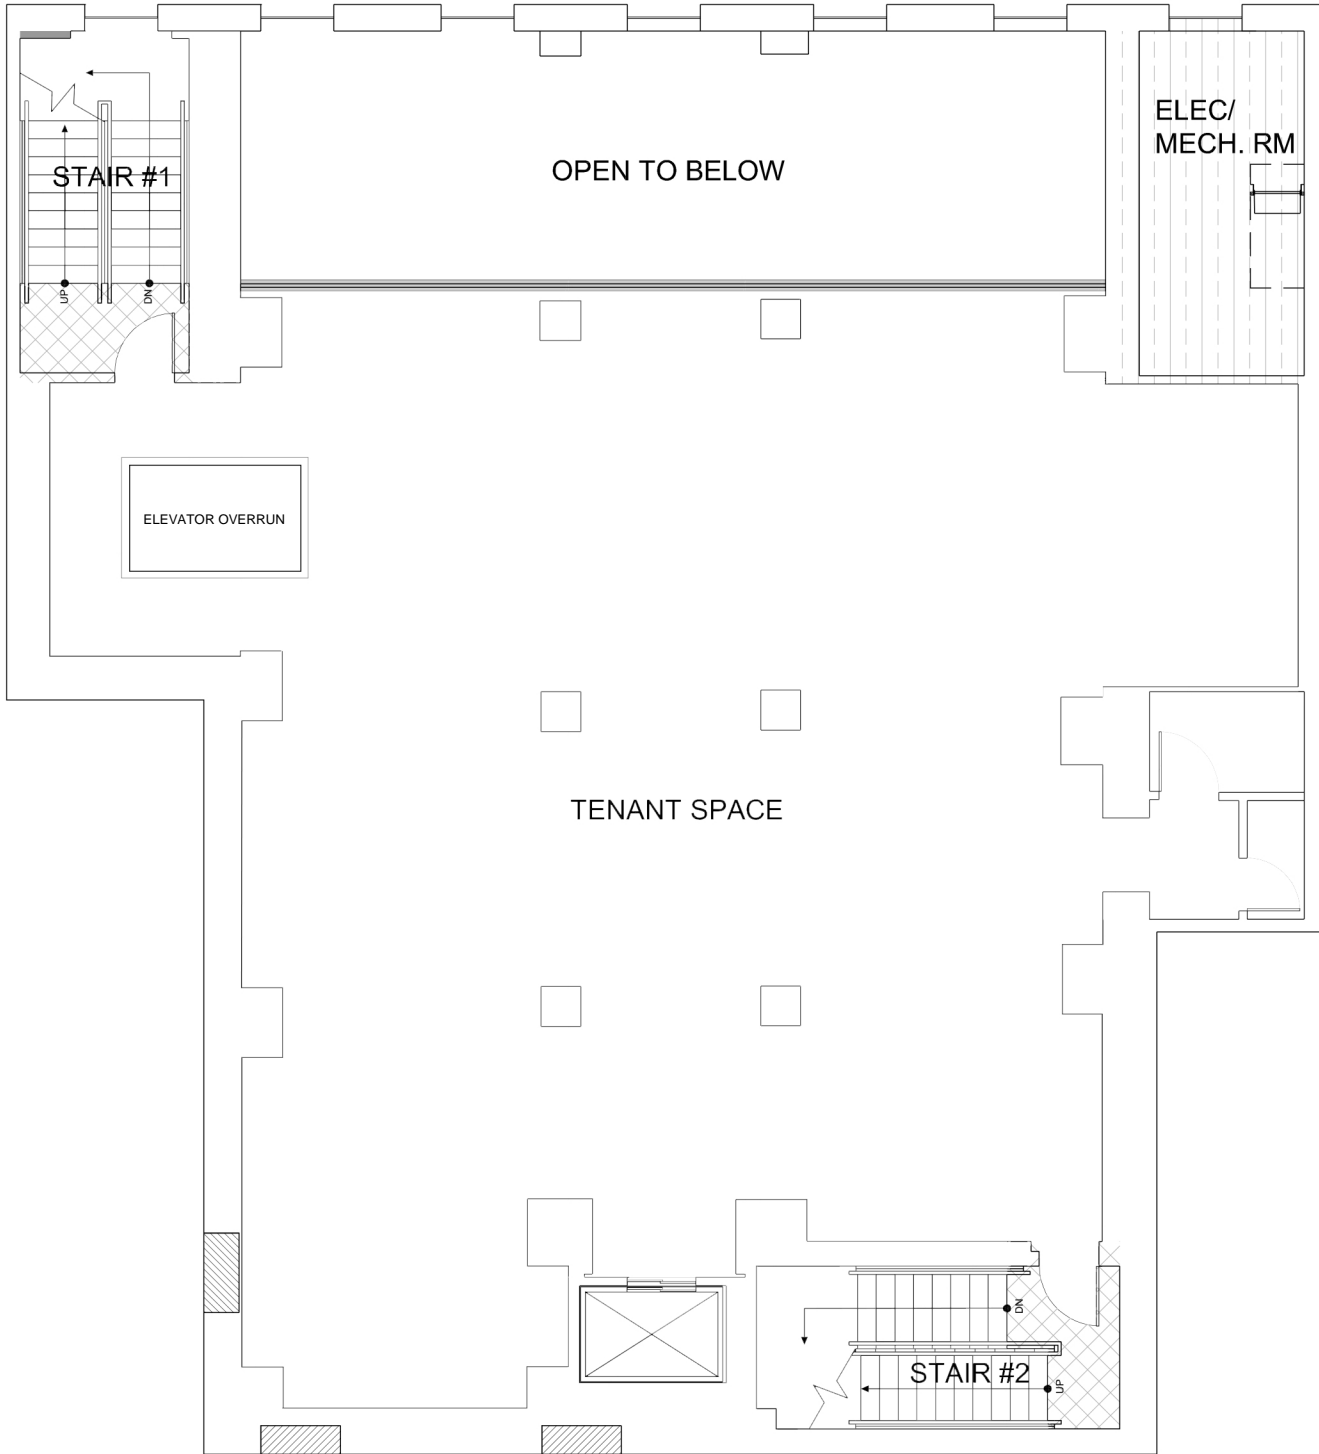 ELEC/
MECH. RM
OPEN TO BELOW
STAIR #1
UP
DN
ELEVATOR OVERRUN
TENANT SPACE
DN
STAIR #2
UP